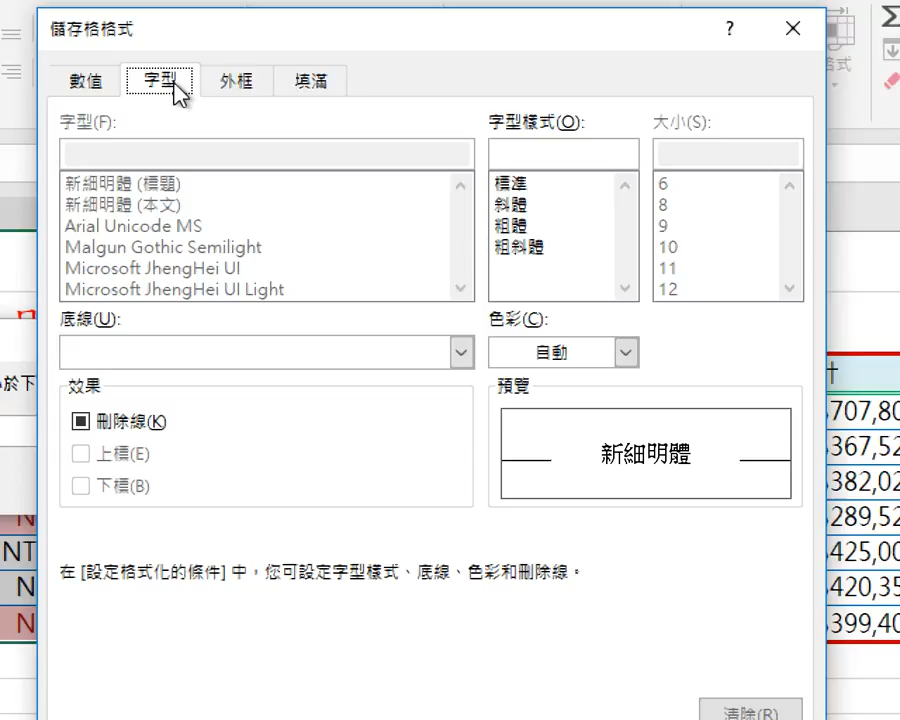 儲存格格式
?
數值 字型 外框 填滿
字型(F): 字型樣式(O): 大小(S):
新細明體 (標題) 標準 6
新細明體 (本文) 斜體 8
Arial Unicode MS 粗體 9
Malgun Gothic Semilight 粗斜體 10
Microsoft JhengHei UI 11
Microsoft JhengHei UI Light 12
底線(U): 色彩(C):
自動
效果 預覽
刪除線(K)
上標(E) 新細明體
下標(B)
在 [設定格式化的條件] 中，您可設定字型樣式、底線、色彩和刪除線。
清除(R)
於下
707,80
367,52
382,02
N 289,52
NT 425,00
N 420,35
N 399,40